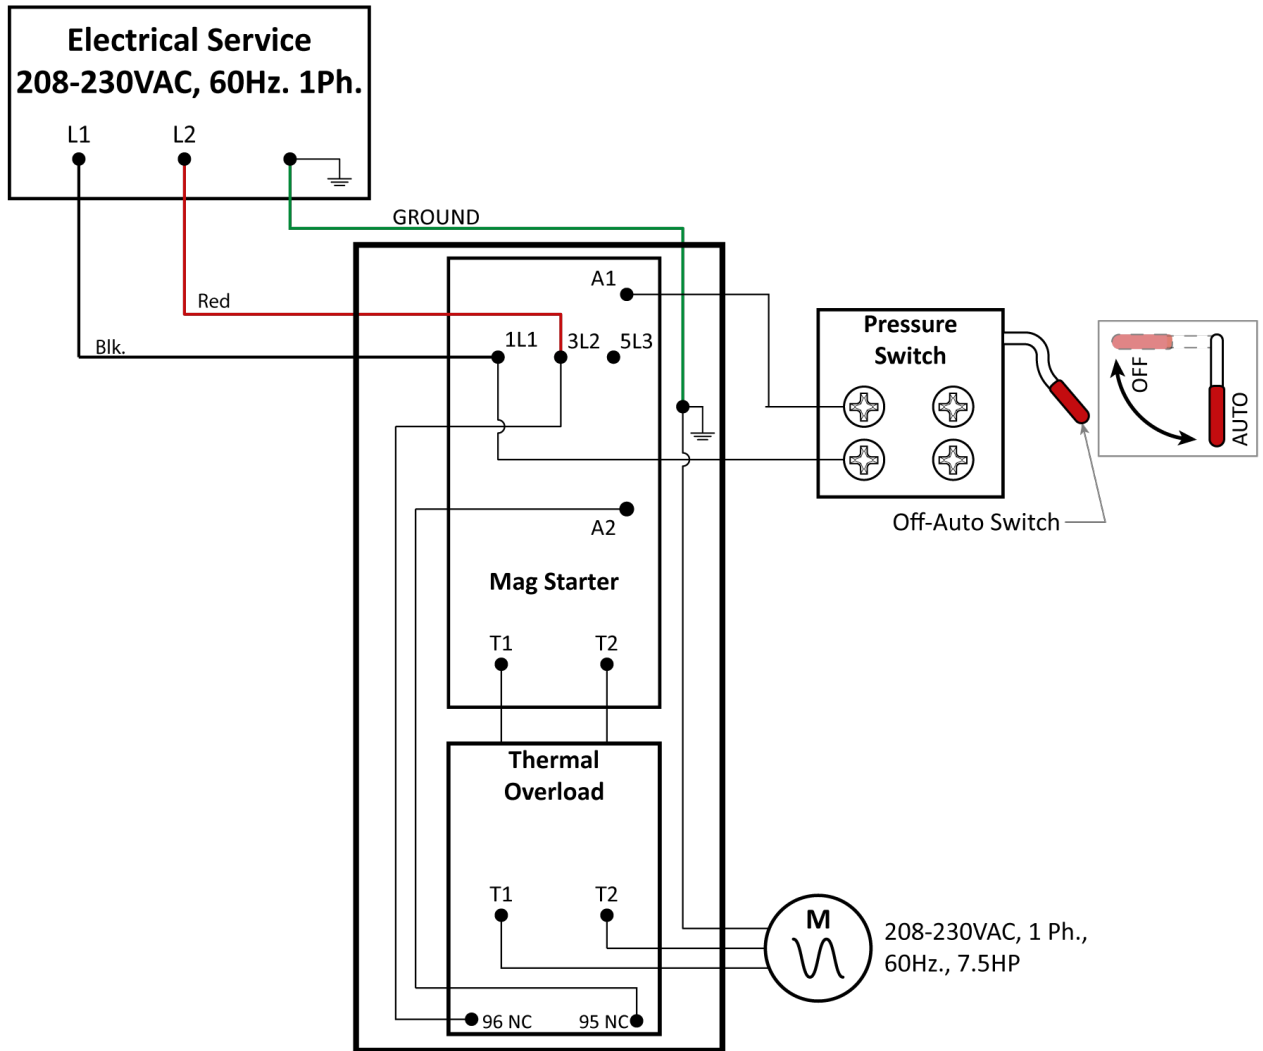 Electrical Service
208-230VAC, 60Hz. 1Ph.
L1
L2
GROUND
Red
Blk.
A1
1L1
3L2
5L3
A2
Mag Starter
T1
T2
Thermal
Overload
T1
T2
96 NC
95 NC
Pressure
Switch
OFF
AUTO
Off-Auto Switch
M
208-230VAC, 1 Ph.,
60Hz., 7.5HP